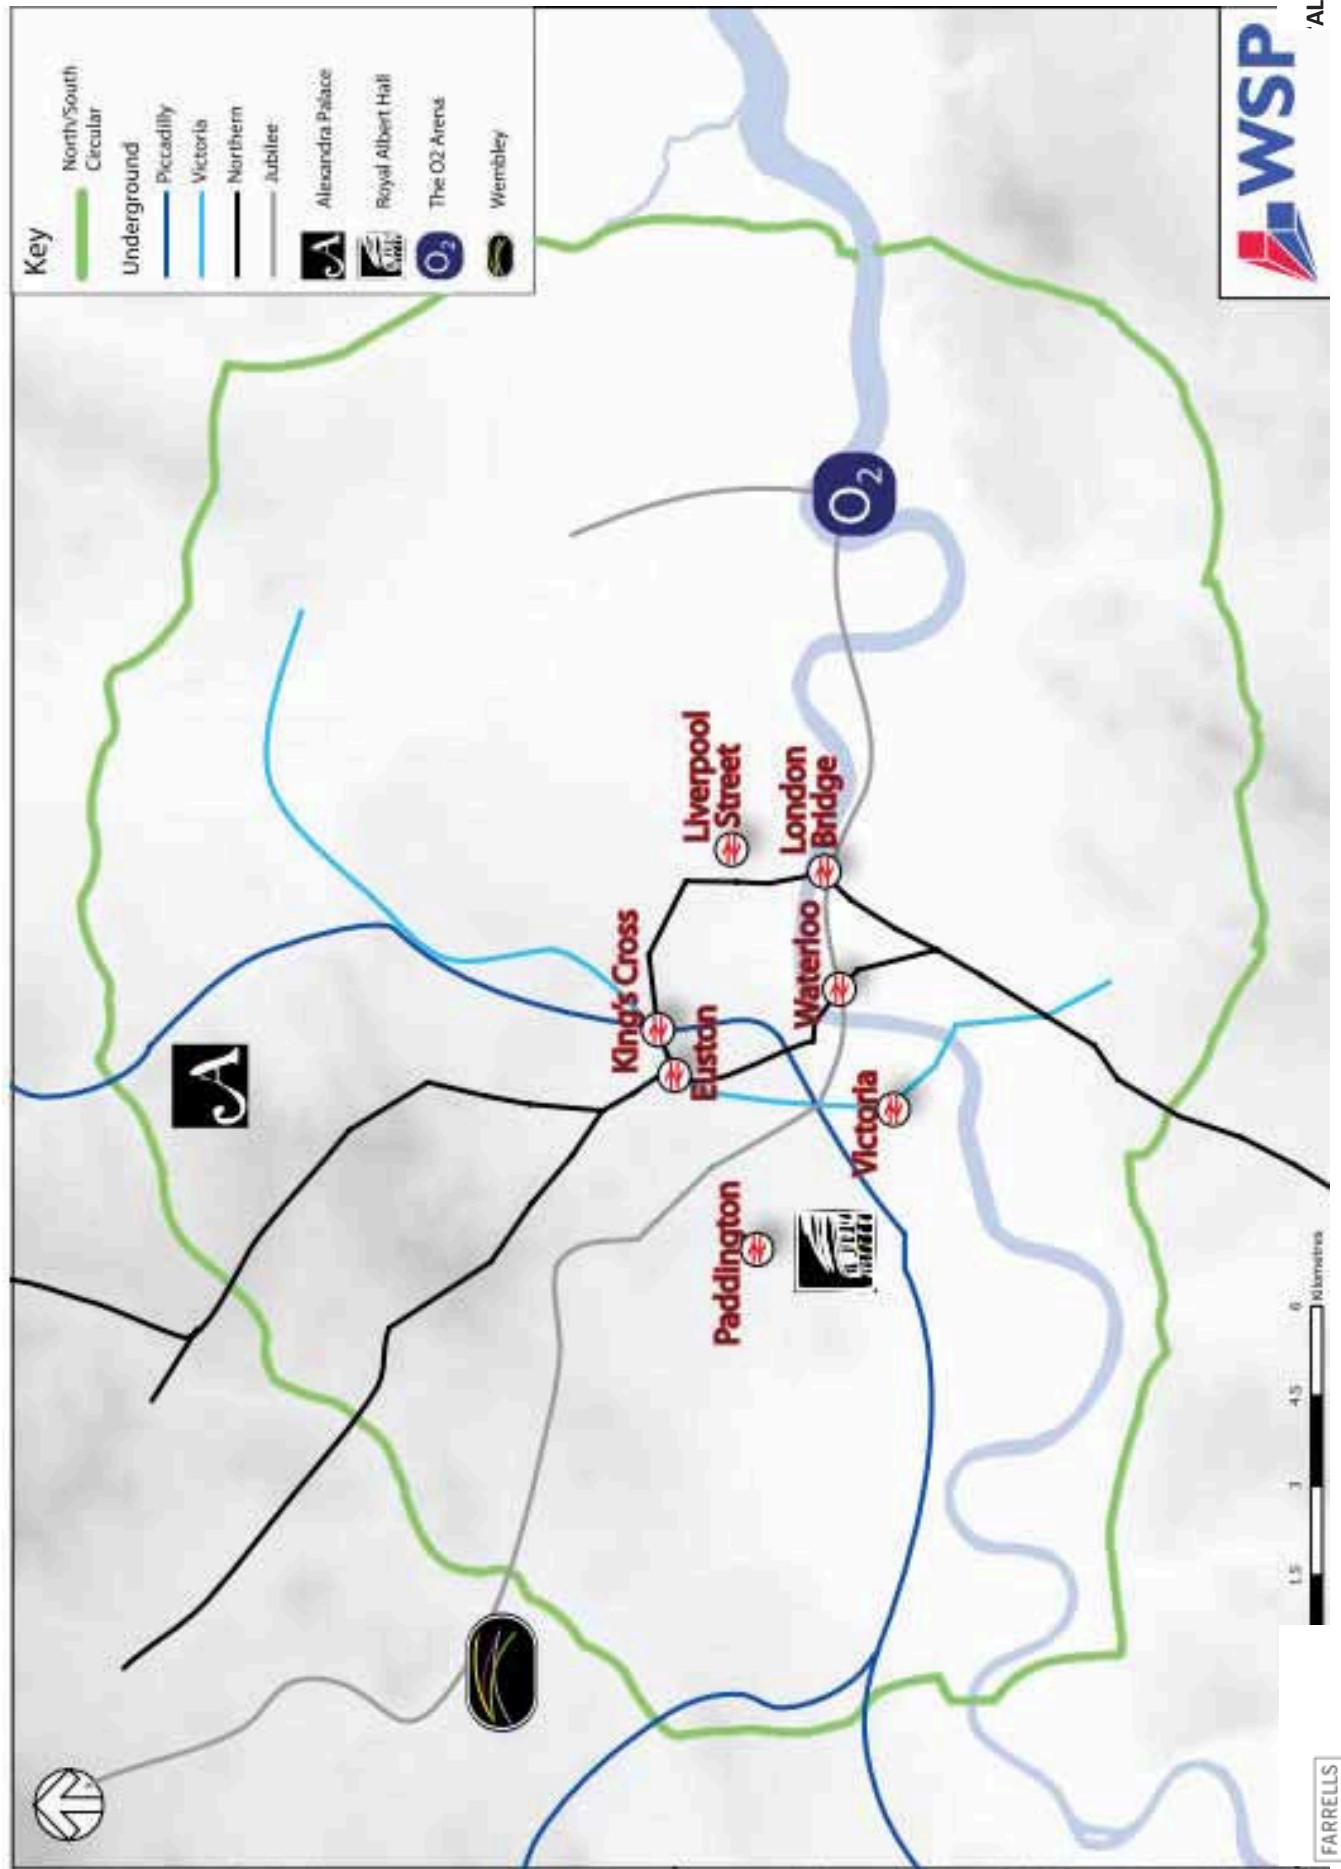 Key
North/South
Circular
Underground
Piccadilly
Victoria
Northern
Jubilee
A
Alexandra Palace
Royal Albert Hall
O2
The O2 Arena
Wembley
A
King's Cross
Euston
Liverpool
Street
London
Bridge
Waterloo
Victoria
Paddington
O2
1.5
3
4.5
6
Kilometres
WSP
'AL
FARRELLS